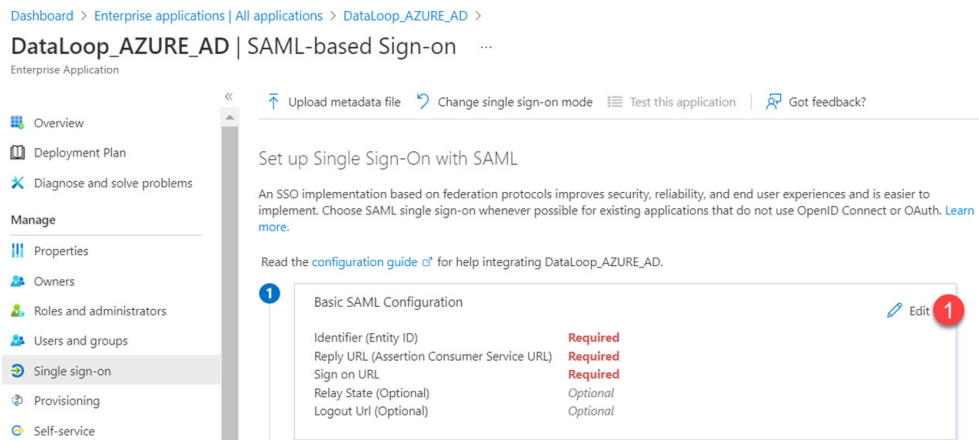 Dashboard > Enterprise applications | All applications > DataLoop_AZURE_AD >
DataLoop_AZURE_AD | SAML-based Sign-on ...
Enterprise Application
«
Overview
Deployment Plan
Diagnose and solve problems
Manage
Properties
Owners
Roles and administrators
Users and groups
Single sign-on
Provisioning
Self-service
Upload metadata file Change single sign-on mode Test this application | Got feedback?
Set up Single Sign-On with SAML
An SSO implementation based on federation protocols improves security, reliability, and end user experiences and is easier to
implement. Choose SAML single sign-on whenever possible for existing applications that do not use OpenID Connect or OAuth. Learn
more.
Read the configuration guide for help integrating DataLoop_AZURE_AD.
1
Basic SAML Configuration
Edit 1
Identifier (Entity ID) Required
Reply URL (Assertion Consumer Service URL) Required
Sign on URL Required
Relay State (Optional) Optional
Logout Url (Optional) Optional